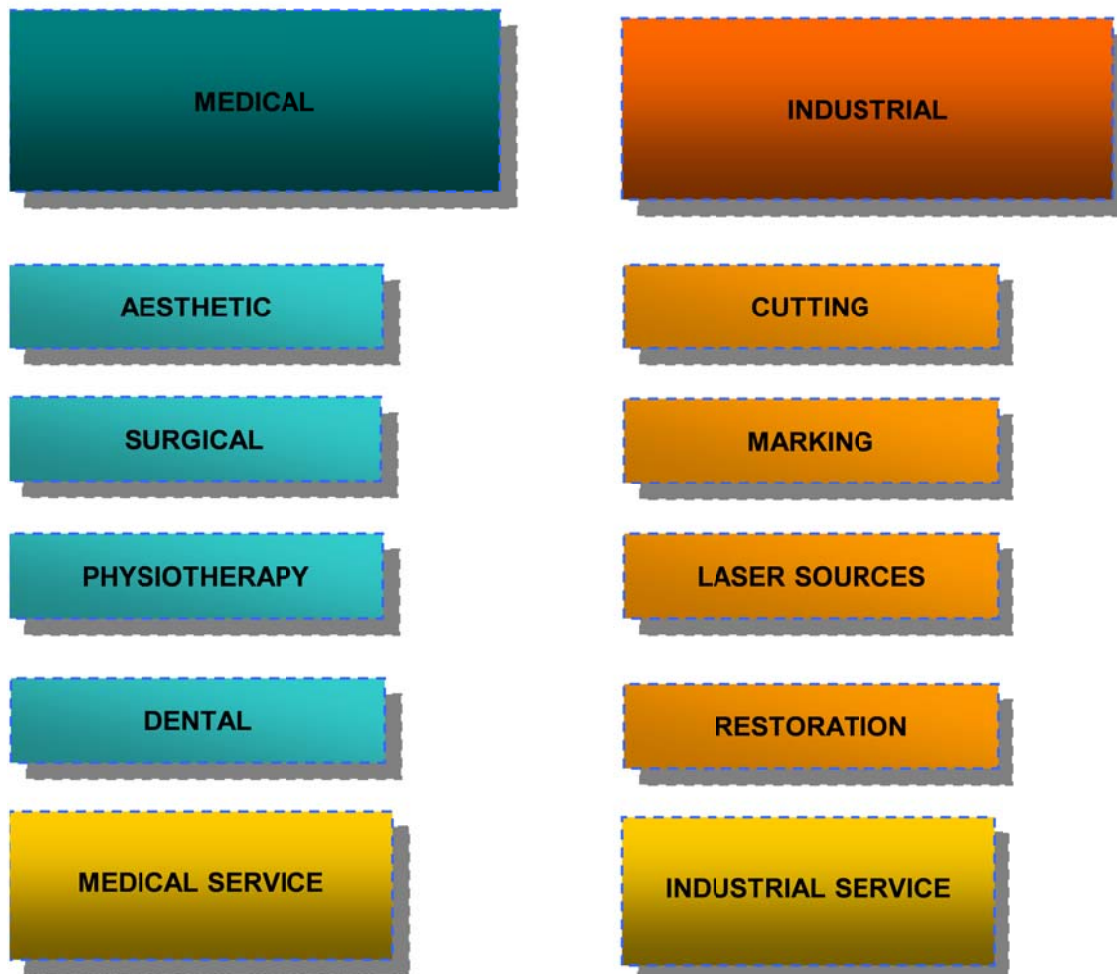 MEDICAL
INDUSTRIAL
AESTHETIC
CUTTING
SURGICAL
MARKING
PHYSIOTHERAPY
LASER SOURCES
DENTAL
RESTORATION
MEDICAL SERVICE
INDUSTRIAL SERVICE